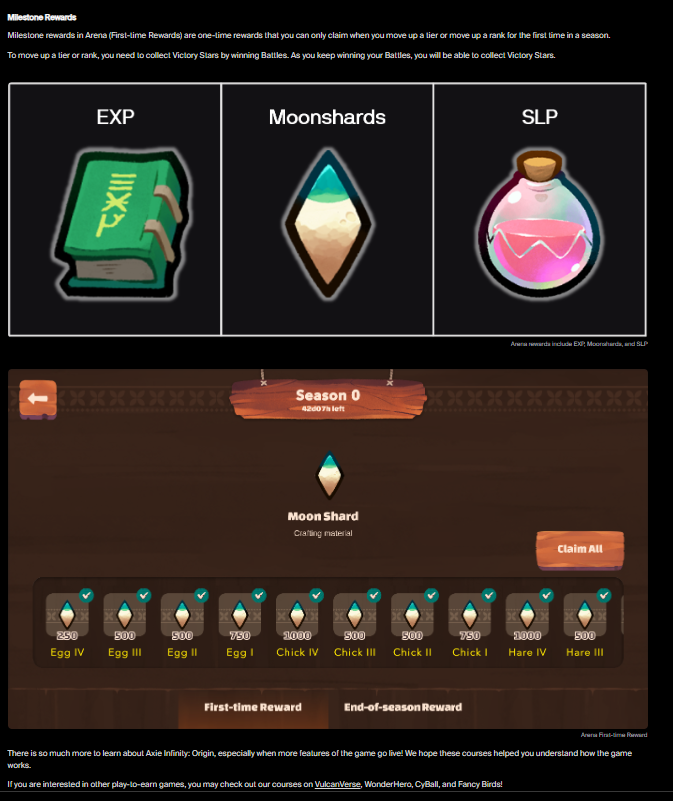 Milestone Rewards
Milestone rewards in Arena (First-time Rewards) are one-time rewards that you can only claim when you move up a tier or move up a rank for the first time in a season.
To move up a tier or rank, you need to collect Victory Stars by winning Battles. As you keep winning your Battles, you will be able to collect Victory Stars.
EXP
Moonshards
SLP
Arena rewards include EXP, Moonshards, and SLP
Season 0
42d07h left
Moon Shard
Crafting material
Claim All
250 500 500 750 1000 500 500 750 1000 500
Egg IV Egg III Egg II Egg I Chick IV Chick III Chick II Chick I Hare IV Hare III
First-time Reward End-of-season Reward
Arena First-time Reward
There is so much more to learn about Axie Infinity: Origin, especially when more features of the game go live! We hope these courses helped you understand how the game
works.
If you are interested in other play-to-earn games, you may check out our courses on VulcanVerse, WonderHero, CyBall, and Fancy Birds!